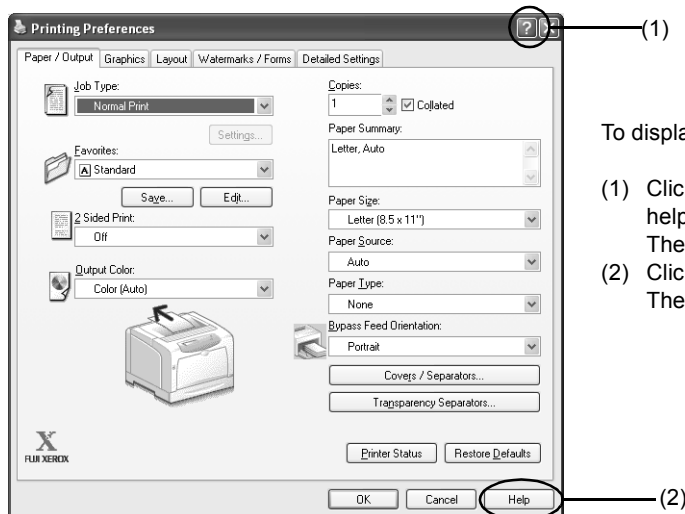 Printing Preferences
?
(1)
Paper / Output Graphics Layout Watermarks / Forms Detailed Settings
Job Type:
Normal Print
Settings...
Favorites:
A Standard
Save... Edit...
2 Sided Print:
Off
Output Color:
Color (Auto)
FUJI XEROX
Copies:
1
Collated
Paper Summary:
Letter, Auto
Paper Size:
Letter (8.5 x 11")
Paper Source:
Auto
Paper Type:
None
Bypass Feed Orientation:
Portrait
Covers / Separators...
Transparency Separators...
Printer Status Restore Defaults
OK Cancel Help
(2)
To displa
(1) Clic
help
The
(2) Clic
The